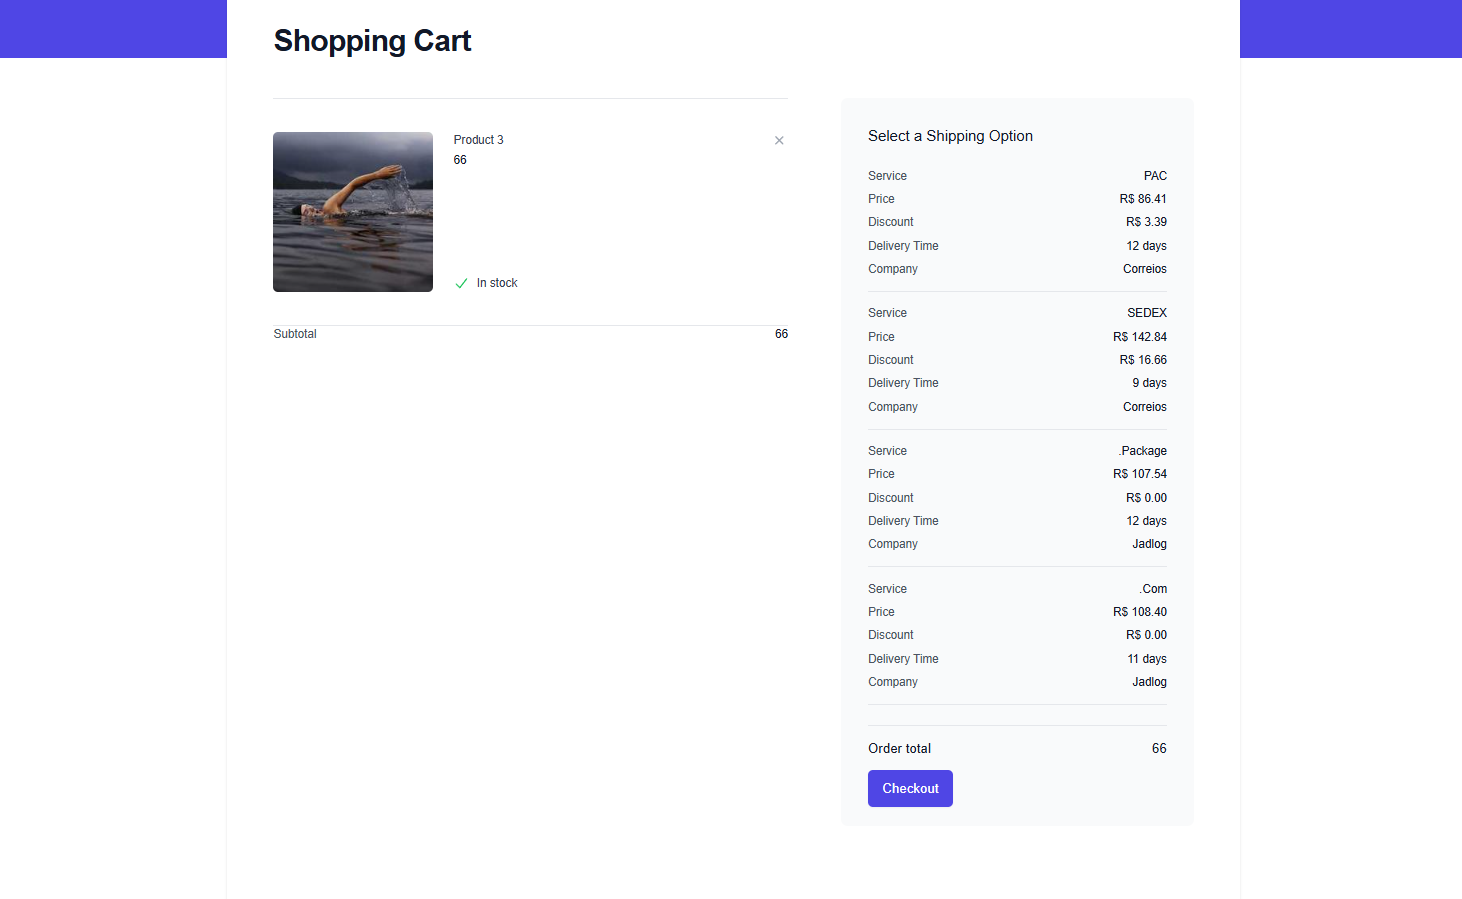 Shopping Cart
Product 3
66
In stock
Subtotal 66
Select a Shipping Option
Service PAC
Price R$ 86.41
Discount R$ 3.39
Delivery Time 12 days
Company Correios
Service SEDEX
Price R$ 142.84
Discount R$ 16.66
Delivery Time 9 days
Company Correios
Service .Package
Price R$ 107.54
Discount R$ 0.00
Delivery Time 12 days
Company Jadlog
Service .Com
Price R$ 108.40
Discount R$ 0.00
Delivery Time 11 days
Company Jadlog
Order total 66
Checkout